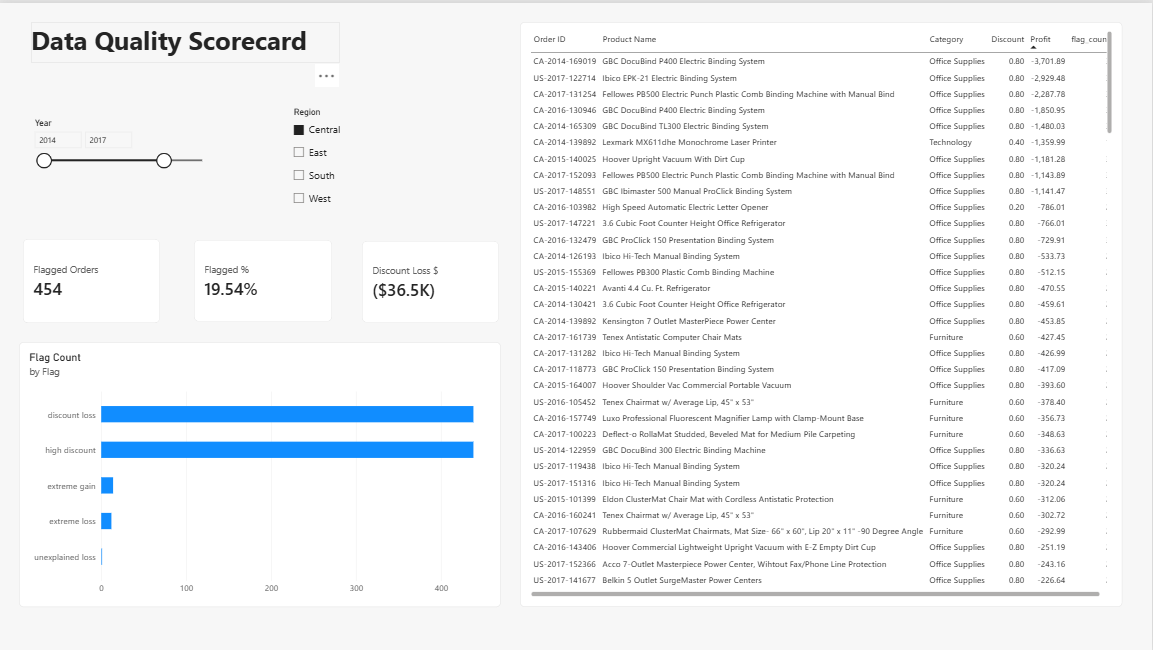 Data Quality Scorecard
Year
2014 2017
Region
Central
East
South
West
Flagged Orders
454
Flagged %
19.54%
Discount Loss $
($36.5K)
Flag Count
by Flag
discount loss
high discount
extreme gain
extreme loss
unexplained loss
0 100 200 300 400
Order ID Product Name Category Discount Profit flag_coun
CA-2014-169019 GBC DocuBind P400 Electric Binding System Office Supplies 0.80 -3,701.89
US-2017-122714 Ibico EPK-21 Electric Binding System Office Supplies 0.80 -2,929.48
CA-2017-131254 Fellowes PB500 Electric Punch Plastic Comb Binding Machine with Manual Bind Office Supplies 0.80 -2,287.78
CA-2016-130946 GBC DocuBind P400 Electric Binding System Office Supplies 0.80 -1,850.95
CA-2014-165309 GBC DocuBind TL300 Electric Binding System Office Supplies 0.80 -1,480.03
CA-2014-139892 Lexmark MX611dhe Monochrome Laser Printer Technology 0.40 -1,359.99
CA-2015-140025 Hoover Upright Vacuum With Dirt Cup Office Supplies 0.80 -1,181.28
CA-2017-152093 Fellowes PB500 Electric Punch Plastic Comb Binding Machine with Manual Bind Office Supplies 0.80 -1,143.89
US-2017-148551 GBC Ibimaster 500 Manual ProClick Binding System Office Supplies 0.80 -1,141.47
CA-2016-103982 High Speed Automatic Electric Letter Opener Office Supplies 0.20 -786.01
US-2017-147221 3.6 Cubic Foot Counter Height Office Refrigerator Office Supplies 0.80 -766.01
CA-2016-132479 GBC ProClick 150 Presentation Binding System Office Supplies 0.80 -729.91
CA-2014-126193 Ibico Hi-Tech Manual Binding System Office Supplies 0.80 -533.73
US-2015-155369 Fellowes PB300 Plastic Comb Binding Machine Office Supplies 0.80 -512.15
CA-2015-140221 Avanti 4.4 Cu. Ft. Refrigerator Office Supplies 0.80 -470.55
CA-2014-130421 3.6 Cubic Foot Counter Height Office Refrigerator Office Supplies 0.80 -459.61
CA-2014-139892 Kensington 7 Outlet MasterPiece Power Center Office Supplies 0.80 -453.85
CA-2017-161739 Tenex Antistatic Computer Chair Mats Furniture 0.60 -427.45
CA-2017-131282 Ibico Hi-Tech Manual Binding System Office Supplies 0.80 -426.99
CA-2017-118773 GBC ProClick 150 Presentation Binding System Office Supplies 0.80 -417.09
CA-2015-164007 Hoover Shoulder Vac Commercial Portable Vacuum Office Supplies 0.80 -393.60
US-2016-105452 Tenex Chairmat w/ Average Lip, 45" x 53" Furniture 0.60 -378.40
CA-2016-157749 Luxo Professional Fluorescent Magnifier Lamp with Clamp-Mount Base Furniture 0.60 -356.73
CA-2017-100223 Deflect-o RollaMat Studded, Beveled Mat for Medium Pile Carpeting Furniture 0.60 -348.63
US-2014-122959 GBC DocuBind 300 Electric Binding Machine Office Supplies 0.80 -336.63
US-2017-119438 Ibico Hi-Tech Manual Binding System Office Supplies 0.80 -320.24
US-2017-151316 Ibico Hi-Tech Manual Binding System Office Supplies 0.80 -320.24
US-2015-101399 Eldon ClusterMat Chair Mat with Cordless Antistatic Protection Furniture 0.60 -312.06
CA-2016-160241 Tenex Chairmat w/ Average Lip, 45" x 53" Furniture 0.60 -302.72
CA-2017-107629 Rubbermaid ClusterMat Chairmats, Mat Size- 66" x 60", Lip 20" x 11" -90 Degree Angle Furniture 0.60 -292.99
CA-2016-143406 Hoover Commercial Lightweight Upright Vacuum with E-Z Empty Dirt Cup Office Supplies 0.80 -251.19
US-2017-152366 Acco 7-Outlet Masterpiece Power Center, Wihtout Fax/Phone Line Protection Office Supplies 0.80 -243.16
US-2017-141677 Belkin 5 Outlet SurgeMaster Power Centers Office Supplies 0.80 -226.64